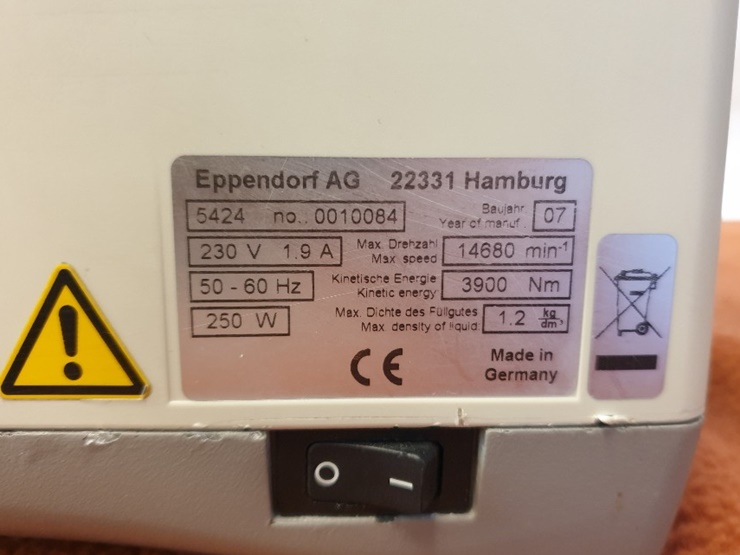 Eppendorf AG 22331 Hamburg
5424 no.. 0010084
Baujahr
Year of manuf.
07
230 V 1.9 A
Max. Drehzahl
Max. speed
14680 min-1
50 - 60 Hz
Kinetische Energie
Kinetic energy
3900 Nm
250 W
Max. Dichte des Füllgutes
Max. density of liquid
1.2 kg/dm³
CE
Made in
Germany